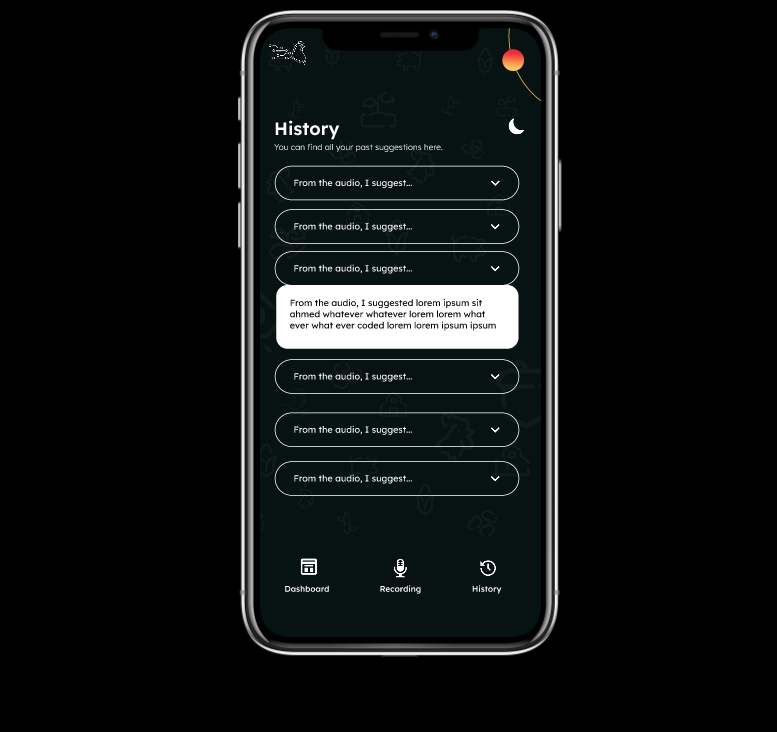 History
You can find all your past suggestions here.
From the audio, I suggest...
From the audio, I suggest...
From the audio, I suggest...
From the audio, I suggested lorem ipsum sit
ahmed whatever whatever lorem lorem what
ever what ever coded lorem lorem ipsum ipsum
From the audio, I suggest...
From the audio, I suggest...
From the audio, I suggest...
Dashboard
Recording
History